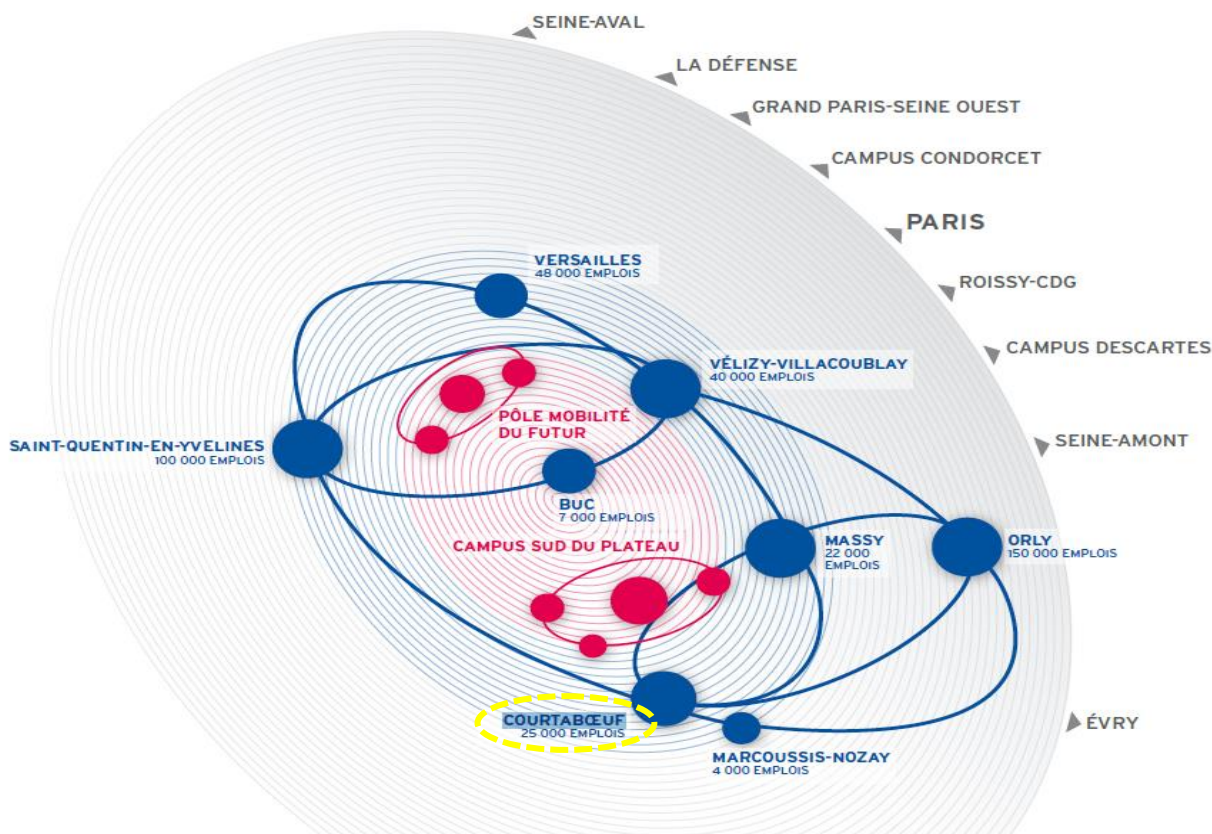 SEINE-AVAL
LA DÉFENSE
GRAND PARIS-SEINE OUEST
CAMPUS CONDORCET
PARIS
VERSAILLES
48 000 EMPLOIS
ROISSY-CDG
CAMPUS DESCARTES
VÉLIZY-VILLACOUBLAY
40 000 EMPLOIS
PÔLE MOBILITÉ
DU FUTUR
SAINT-QUENTIN-EN-YVELINES
100 000 EMPLOIS
SEINE-AMONT
BUC
7 000 EMPLOIS
CAMPUS SUD DU PLATEAU
MASSY
22 000
EMPLOIS
ORLY
150 000 EMPLOIS
COURTABŒUF
25 000 EMPLOIS
ÉVRY
MARCOUSSIS-NOZAY
4 000 EMPLOIS